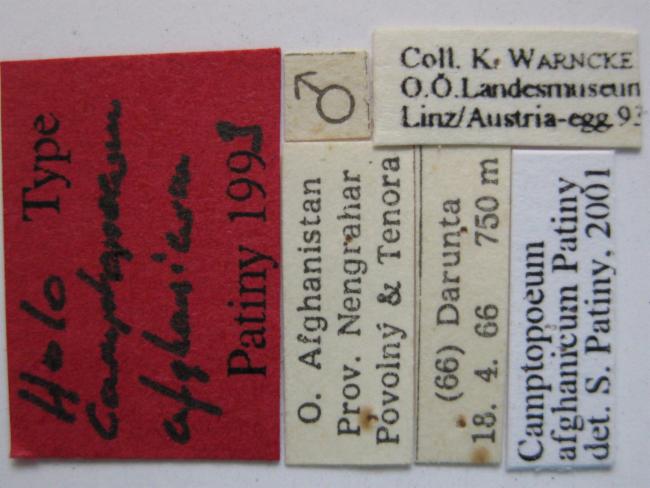 Holo Type
Camptopoeum
afghanicum
Patiny 199
♂
Coll. K. WARNCKE
O.Ö.Landesmuseum
Linz/Austria-egg.93
O. Afghanistan
Prov. Nengrahar
Povolný & Tenora
(66) Darunta
18. 4. 66 750 m
Camptopoeum
afghanicum Patiny
det. S. Patiny, 2001